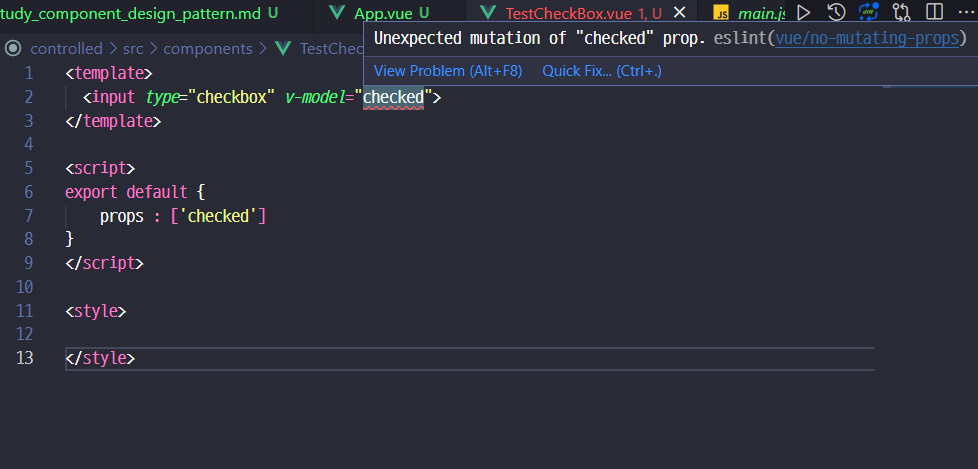 tudy_component_design_pattern.md U App.vue U TestCheckBox.vue 1, U JS main.js
controlled > src > components > TestChec
Unexpected mutation of "checked" prop. eslint(vue/no-mutating-props)
View Problem (Alt+F8) Quick Fix... (Ctrl+.)
1 <template>
2 <input type="checkbox" v-model="checked">
3 </template>
4
5 <script>
6 export default {
7 props : ['checked']
8 }
9 </script>
10
11 <style>
12
13 </style>